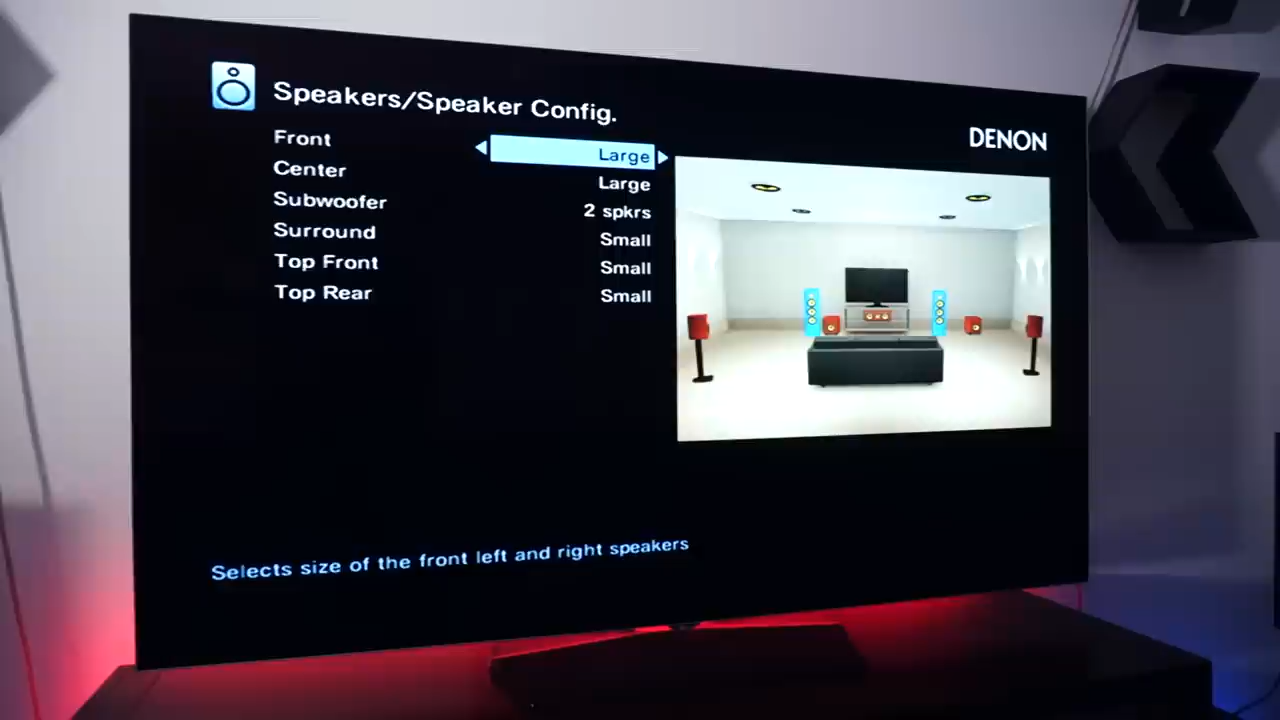 Speakers/Speaker Config.
DENON
Front Large
Center Large
Subwoofer 2 spkrs
Surround Small
Top Front Small
Top Rear Small
Selects size of the front left and right speakers